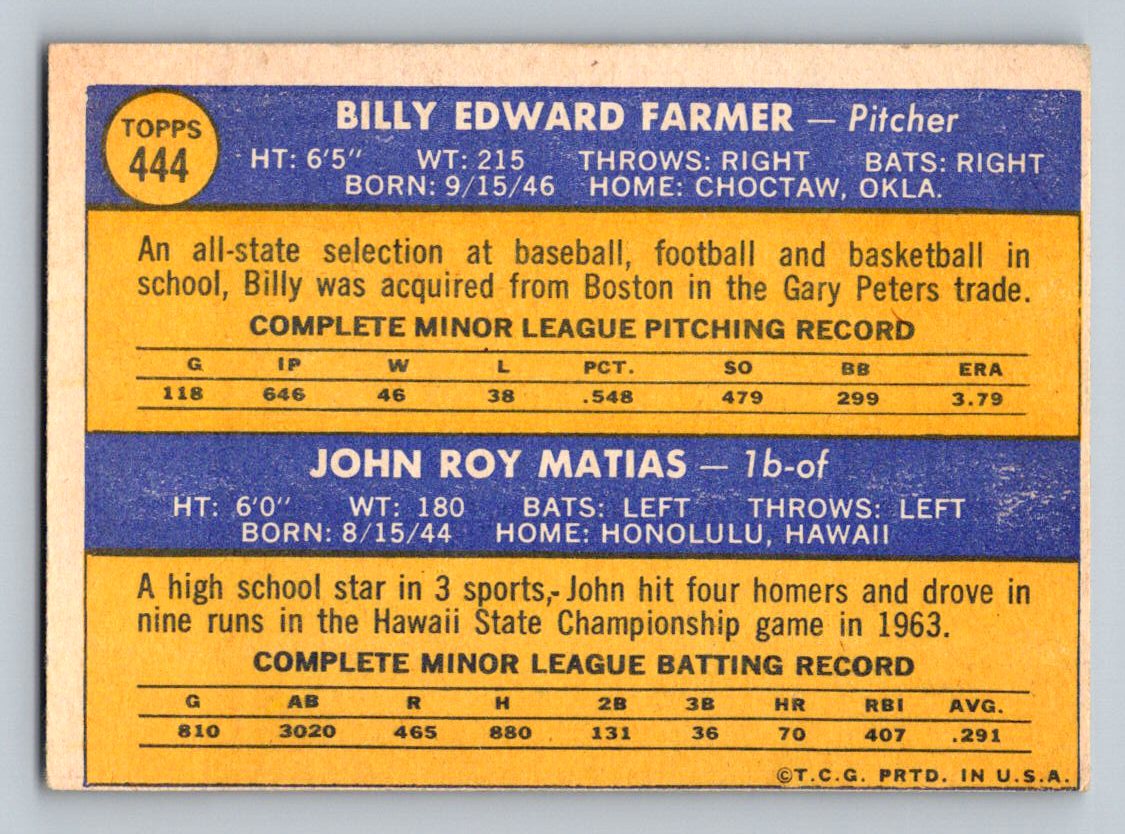 TOPPS
444
BILLY EDWARD FARMER — Pitcher
HT: 6'5" WT: 215 THROWS: RIGHT BATS: RIGHT
BORN: 9/15/46 HOME: CHOCTAW, OKLA.
An all-state selection at baseball, football and basketball in
school, Billy was acquired from Boston in the Gary Peters trade.
COMPLETE MINOR LEAGUE PITCHING RECORD
G IP W L PCT. SO BB ERA
118 646 46 38 .548 479 299 3.79
JOHN ROY MATIAS — 1b-of
HT: 6'0" WT: 180 BATS: LEFT THROWS: LEFT
BORN: 8/15/44 HOME: HONOLULU, HAWAII
A high school star in 3 sports, John hit four homers and drove in
nine runs in the Hawaii State Championship game in 1963.
COMPLETE MINOR LEAGUE BATTING RECORD
G AB R H 2B 3B HR RBI AVG.
810 3020 465 880 131 36 70 407 .291
©T.C.G. PRTD. IN U.S.A.